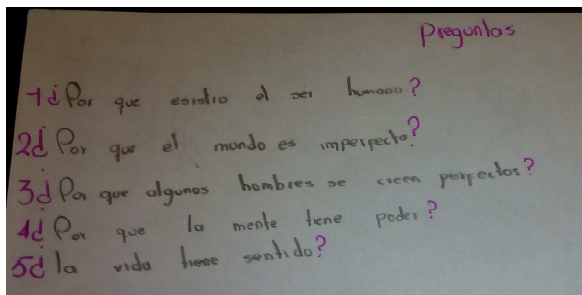 Preguntas
1¿Por que existio el ser humano?
2¿Por que el mundo es imperfecto?
3¿Por que algunos hombres se creen perfectos?
4¿Por que la mente tiene poder?
5¿la vida tiene sentido?